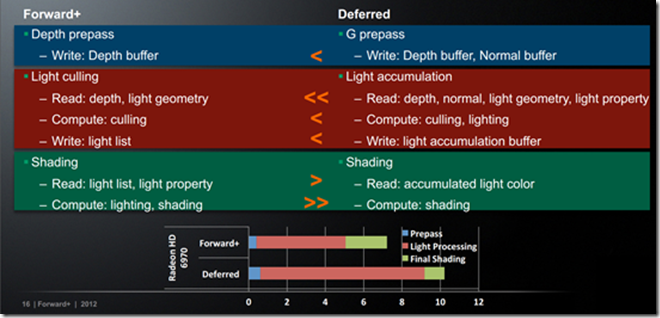 Forward+ Deferred
Depth prepass < G prepass
– Write: Depth buffer – Write: Depth buffer, Normal buffer
Light culling Light accumulation
– Read: depth, light geometry << – Read: depth, normal, light geometry, light property
– Compute: culling < – Compute: culling, lighting
– Write: light list < – Write: light accumulation buffer
Shading Shading
– Read: light list, light property > – Read: accumulated light color
– Compute: lighting, shading >> – Compute: shading
Radeon HD
6970
Forward+
Deferred
Prepass
Light Processing
Final Shading
0 2 4 6 8 10 12
16 | Forward+ | 2012